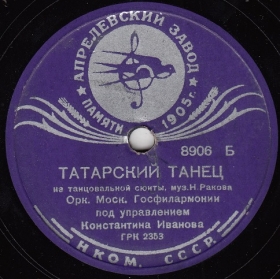 АПРЕЛЕВСКИЙ ЗАВОД
ПАМЯТИ 1905 г.
8906 Б
ТАТАРСКИЙ ТАНЕЦ
из танцовальной сюиты, муз. Н. Ракова
Орк. Моск. Госфилармонии
под управлением
Константина Иванова
ГРК 2353
НКОМ. СССР